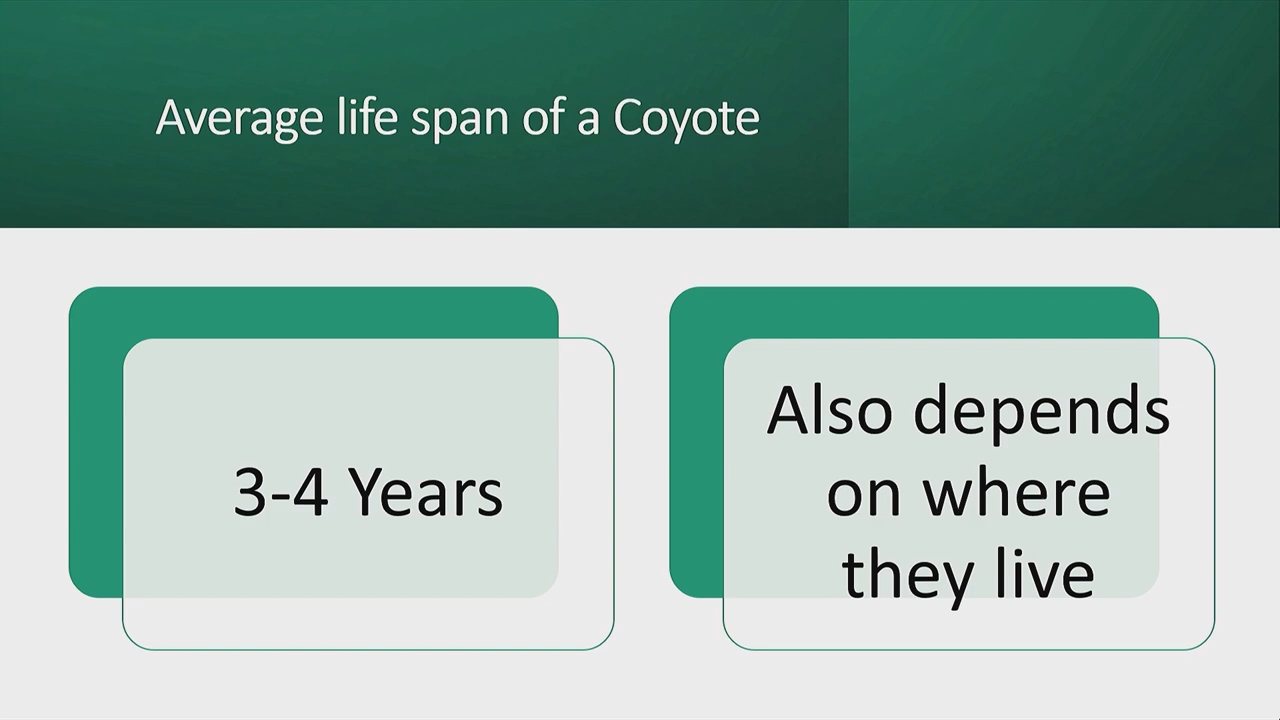 Average life span of a Coyote
3-4 Years
Also depends
on where
they live